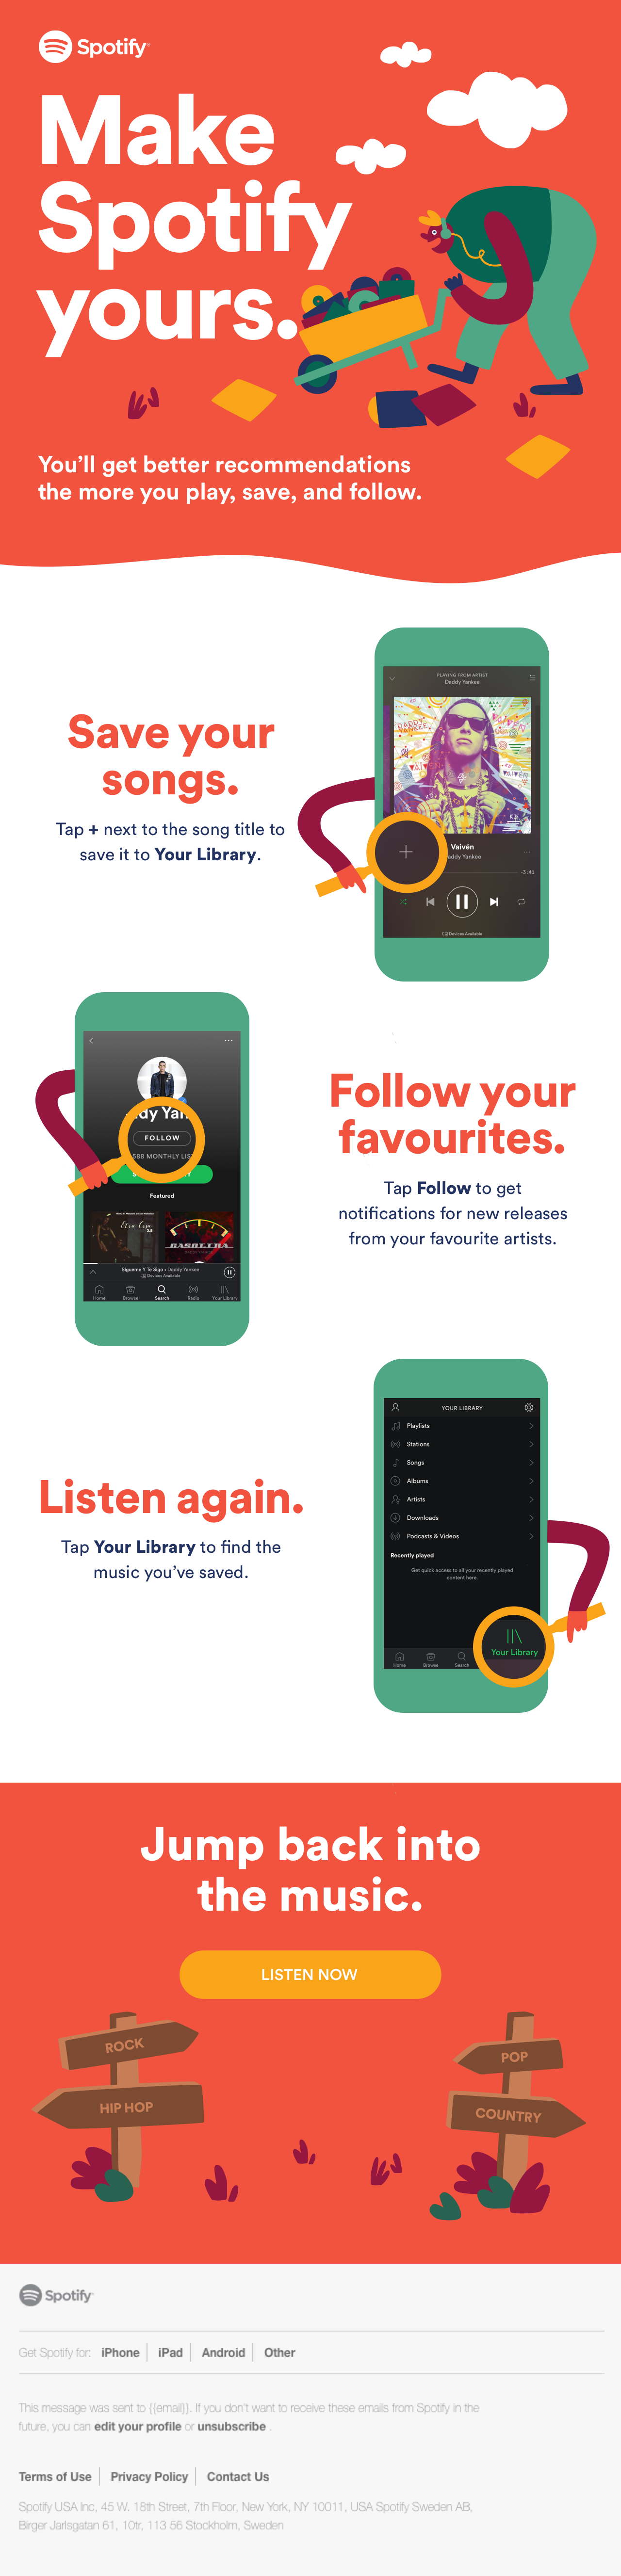 Spotify
Make
Spotify
yours.
You'll get better recommendations
the more you play, save, and follow.
PLAYING FROM ARTIST
Daddy Yankee
DADDY
YANKEE
Save your
songs.
Tap + next to the song title to
save it to Your Library.
Vaivén
addy Yankee
-3:41
Devices Available
dy Yan
FOLLOW
588 MONTHLY LIS
Featured
GASOLINA
Sígueme Y Te Sigo • Daddy Yankee
Devices Available
Home Browse Search Radio Your Library
Follow your
favourites.
Tap Follow to get
notifications for new releases
from your favourite artists.
YOUR LIBRARY
Playlists
Stations
Songs
Albums
Artists
Downloads
Podcasts & Videos
Recently played
Get quick access to all your recently played
content here.
Your Library
Home Browse Search
Listen again.
Tap Your Library to find the
music you've saved.
Jump back into
the music.
LISTEN NOW
ROCK
HIP HOP
POP
COUNTRY
Spotify
Get Spotify for: iPhone iPad Android Other
This message was sent to {{email}}. If you don't want to receive these emails from Spotify in the
future, you can edit your profile or unsubscribe .
Terms of Use Privacy Policy Contact Us
Spotify USA Inc, 45 W. 18th Street, 7th Floor, New York, NY 10011, USA Spotify Sweden AB,
Birger Jarlsgatan 61, 10tr, 113 56 Stockholm, Sweden